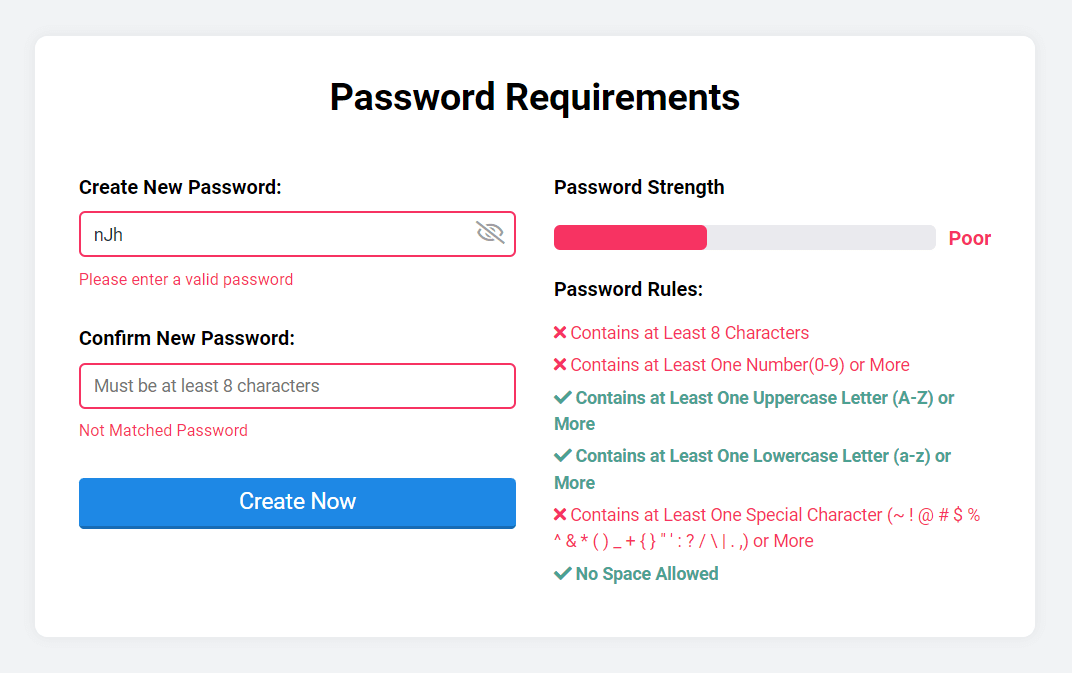 Password Requirements
Create New Password:
nJh
Please enter a valid password
Confirm New Password:
Must be at least 8 characters
Not Matched Password
Create Now
Password Strength
Poor
Password Rules:
Contains at Least 8 Characters
Contains at Least One Number(0-9) or More
Contains at Least One Uppercase Letter (A-Z) or
More
Contains at Least One Lowercase Letter (a-z) or
More
Contains at Least One Special Character (~ ! @ # $ %
^ & * ( ) _ + { } " ' : ? / \ | . ,) or More
No Space Allowed